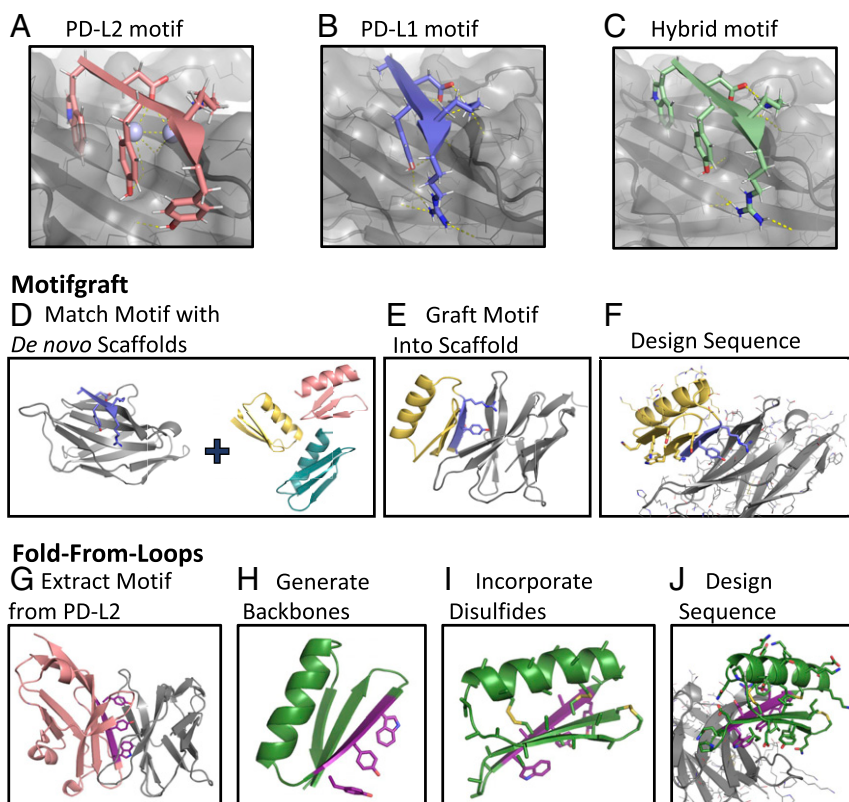 A PD-L2 motif
B PD-L1 motif
C Hybrid motif
Motifgraft
D Match Motif with
De novo Scaffolds
E Graft Motif
Into Scaffold
F Design Sequence
Fold-From-Loops
G Extract Motif
from PD-L2
H Generate
Backbones
I Incorporate
Disulfides
J Design
Sequence